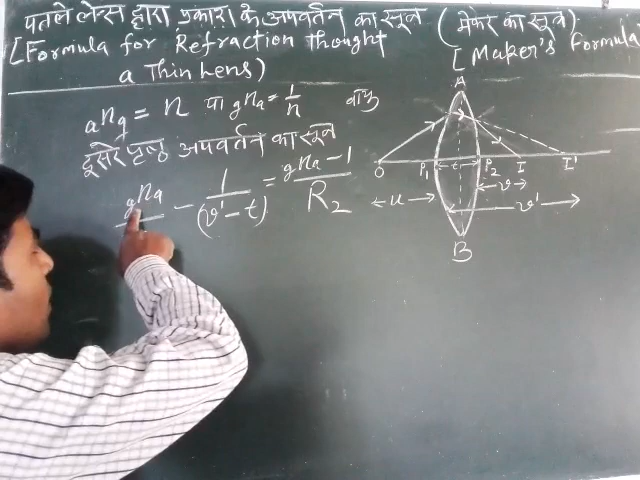 पतले लेन्स द्वारा प्रकाश के अपवर्तन का सूत्र ( मेकर का सूत्र )
[Formula for Refraction thought
a Thin Lens)
[Maker's Formula
ₐn₉ = n या gna = 1/n वायु
दूसरे पृष्ठ अपवर्तन का सूत्र
gna/ - 1/(v'-t) = gna-1/R₂
A
O P₁ t P₂ I I'
u v v'
B